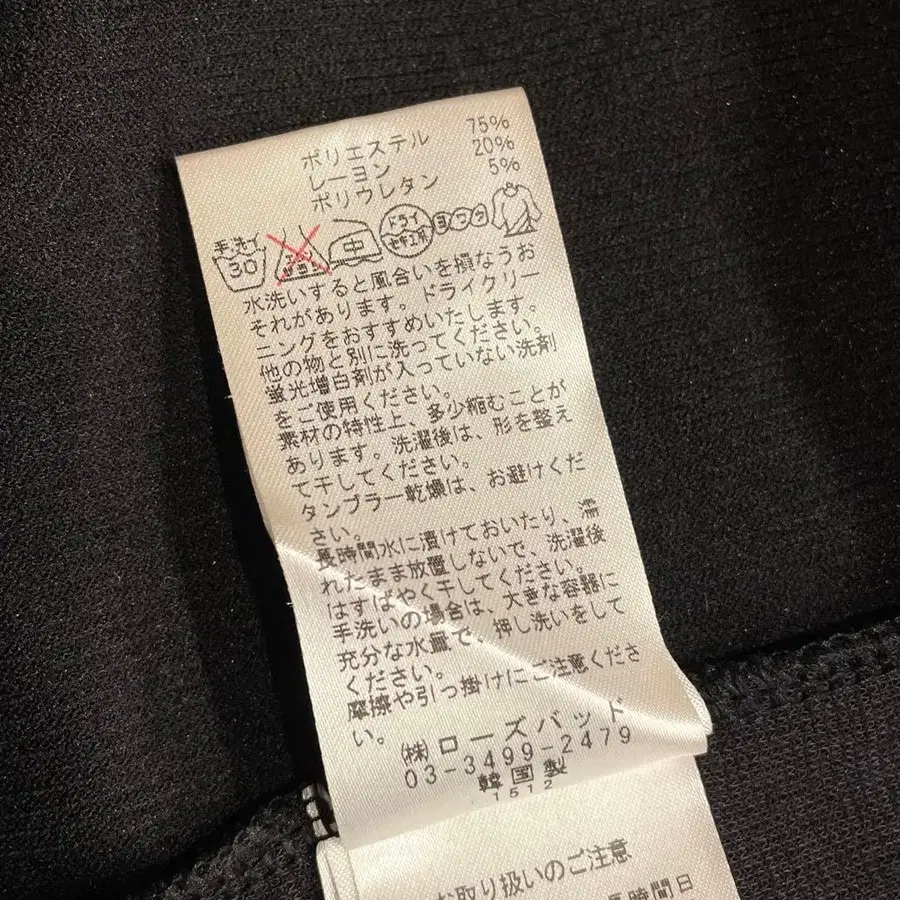 ポリエステル 75%
レーヨン 20%
ポリウレタン 5%
手洗イ 30 エンソ 中 ドライ セキユ系 ヨワク
水洗いすると風合いを損なうお
それがあります。ドライクリー
ニングをおすすめいたします。
他の物と別に洗ってください。
蛍光増白剤が入っていない洗剤
をご使用ください。
素材の特性上、多少縮むことが
あります。洗濯後は、形を整え
て干してください。
タンブラー乾燥は、お避けくだ
さい。
長時間水に漬けておいたり、濡
れたまま放置しないで、洗濯後
はすばやく干してください。
手洗いの場合は、大きな容器に
充分な水量で、押し洗いをして
ください。
摩擦や引っ掛けにご注意くださ
い。
(株)ローズバッド
03-3499-2479
韓国製
1512
お取り扱いのご注意
長時間日